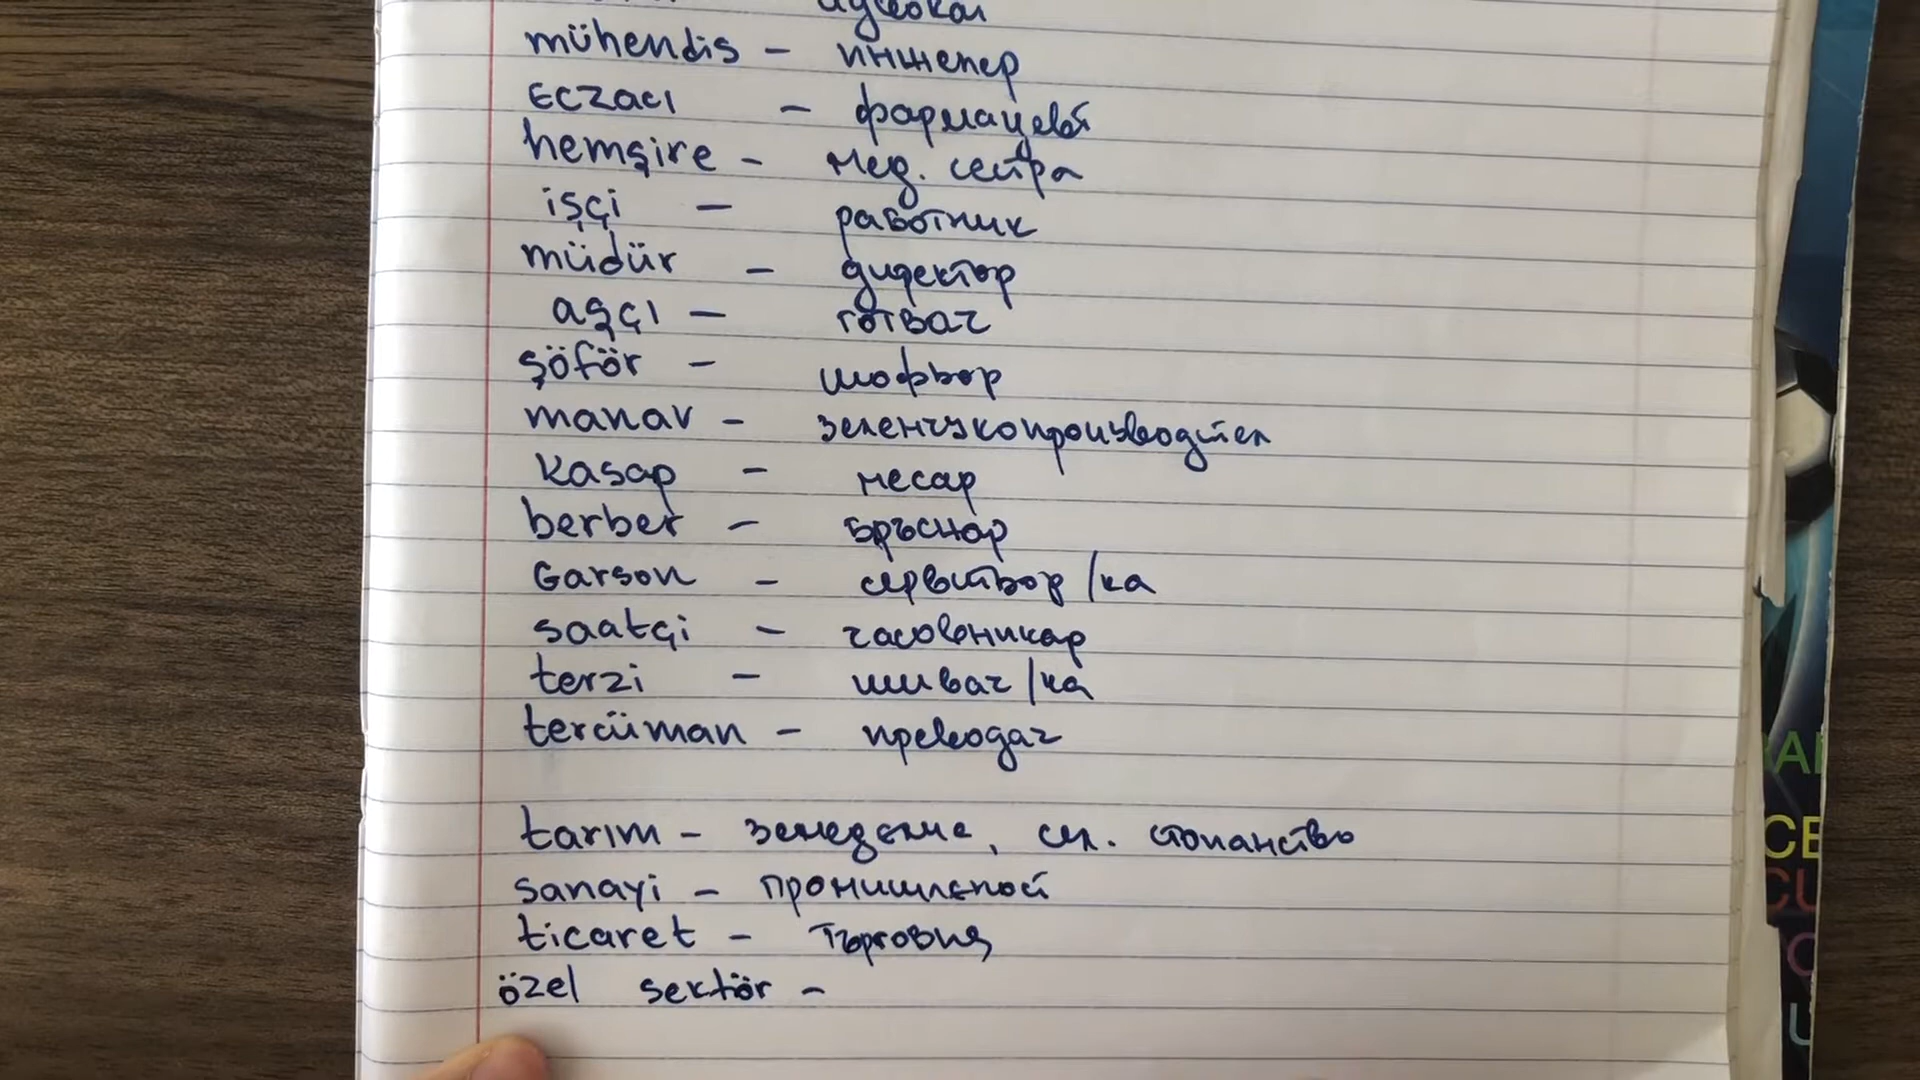 mühendis - инженер
Eczacı - фармацевт
hemşire - мед. сестра
işçi - работник
müdür - директор
aşçı - готвач
şöför - шофьор
manav - зеленчукопроизводител
kasap - месар
berber - бръснар
Garson - сервитьор/ка
saatçi - часовникар
terzi - шивач/ка
tercüman - преводач
tarım - земеделие, сел. стопанство
sanayi - промишленост
ticaret - търговия
özel sektör -